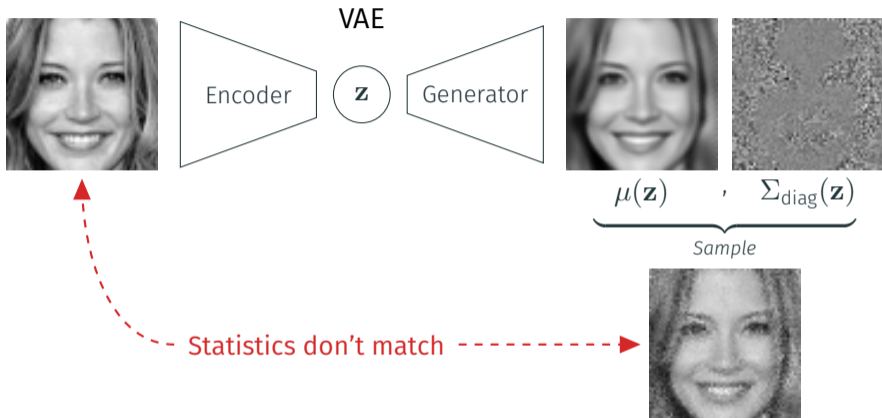 VAE
Encoder
z
Generator
μ(z) , Σdiag(z)
Sample
Statistics don't match